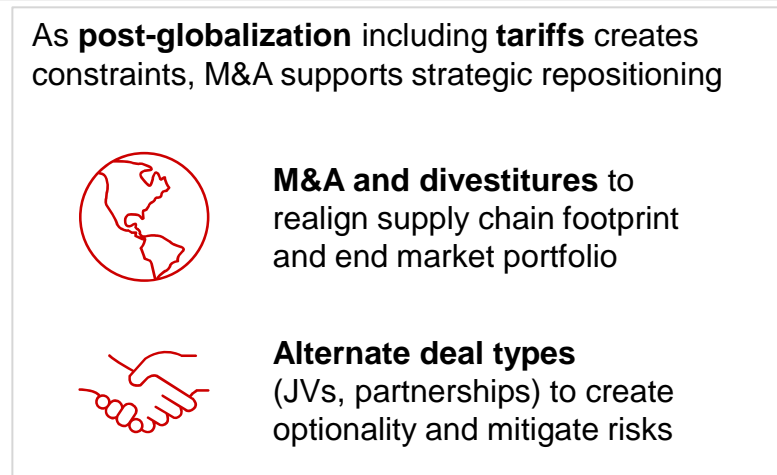 As post-globalization including tariffs creates
constraints, M&A supports strategic repositioning
M&A and divestitures to
realign supply chain footprint
and end market portfolio
Alternate deal types
(JVs, partnerships) to create
optionality and mitigate risks